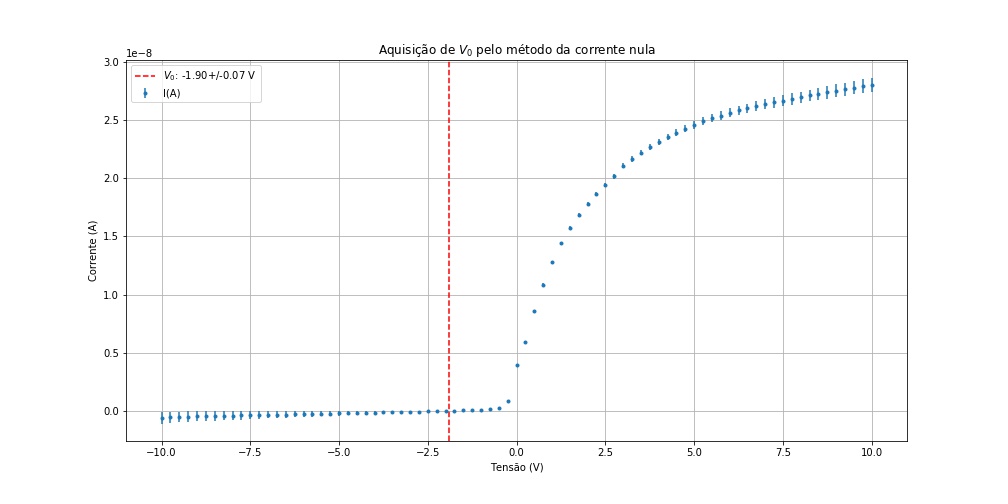 Aquisição de V₀ pelo método da corrente nula
1e−8
V₀: -1.90+/-0.07 V
I(A)
3.0
2.5
2.0
1.5
1.0
0.5
0.0
Corrente (A)
−10.0 −7.5 −5.0 −2.5 0.0 2.5 5.0 7.5 10.0
Tensão (V)